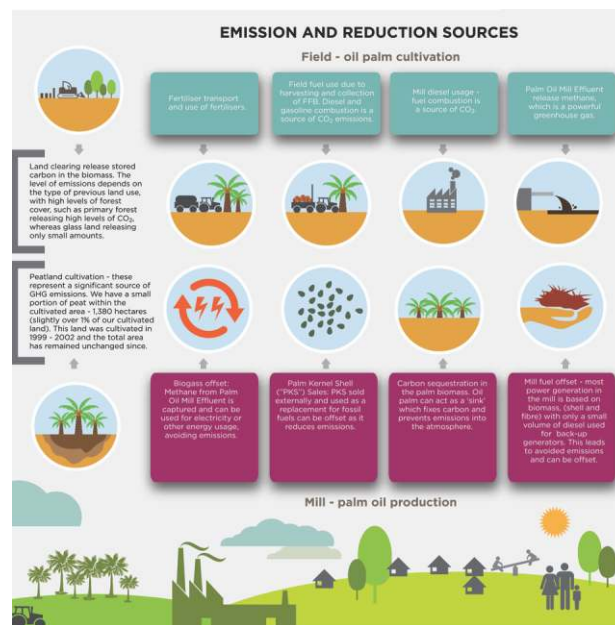 EMISSION AND REDUCTION SOURCES
Field - oil palm cultivation
Fertiliser transport
and use of fertilisers.
Field fuel use due to
harvesting and collection
of FFB. Diesel and
gasoline combustion is a
source of CO₂ emissions.
Mill diesel usage -
fuel combustion is
a source of CO₂.
Palm Oil Mill Effluent
release methane,
which is a powerful
greenhouse gas.
Land clearing release stored
carbon in the biomass. The
level of emissions depends on
the type of previous land use,
with high levels of forest
cover, such as primary forest
releasing high levels of CO₂,
whereas glass land releasing
only small amounts.
Peatland cultivation - these
represent a significant source of
GHG emissions. We have a small
portion of peat within the
cultivated area - 1,380 hectares
(slightly over 1% of our cultivated
land). This land was cultivated in
1999 - 2002 and the total area
has remained unchanged since.
Biogass offset:
Methane from Palm
Oil Mill Effluent is
captured and can be
used for electricity or
other energy usage,
avoiding emissions.
Palm Kernel Shell
("PKS") Sales: PKS sold
externally and used as a
replacement for fossil
fuels can be offset as it
reduces emissions.
Carbon sequestration in
the palm biomass. Oil
palm can act as a 'sink'
which fixes carbon and
prevents emissions into
the atmosphere.
Mill fuel offset - most
power generation in
the mill is based on
biomass, (shell and
fibre) with only a small
volume of diesel used
for back-up
generators. This leads
to avoided emissions
and can be offset.
Mill - palm oil production